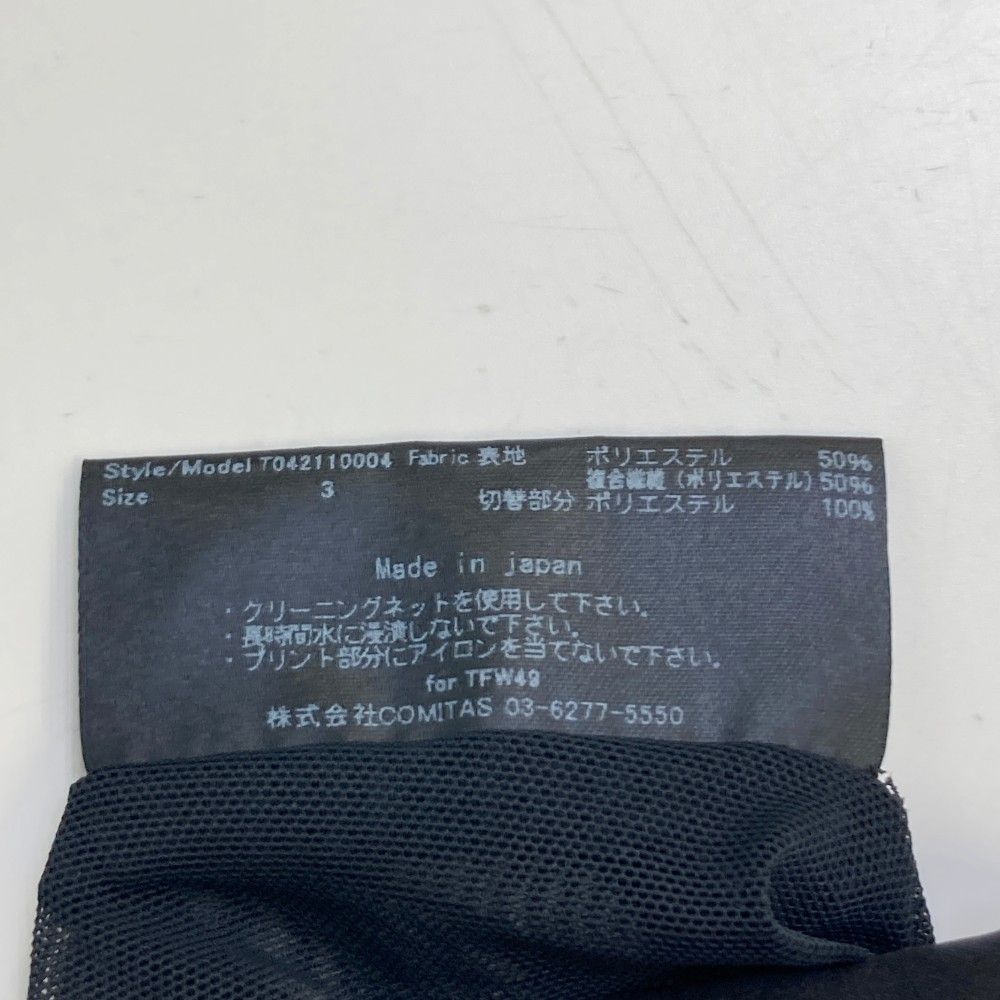 Style/Model T042110004 Fabric 表地 ポリエステル 50%
複合繊維 (ポリエステル) 50%
Size 3 切替部分 ポリエステル 100%
Made in japan
・クリーニングネットを使用して下さい。
・長時間水に浸漬しないで下さい。
・プリント部分にアイロンを当てないで下さい。
for TFW49
株式会社COMITAS 03-6277-5550